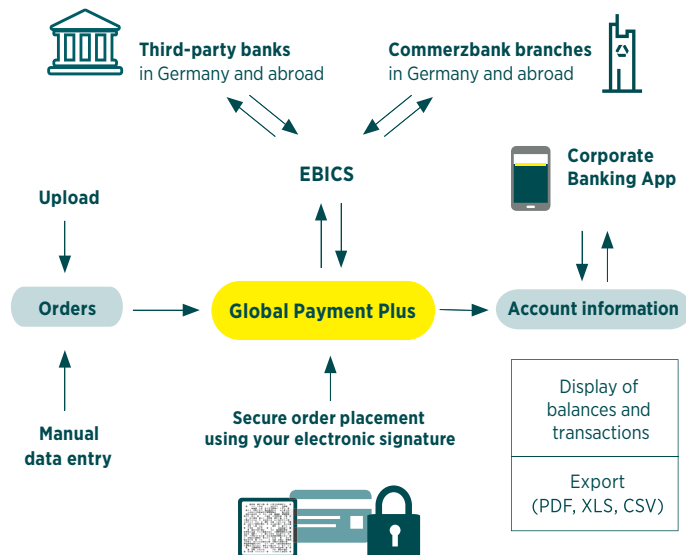 Third-party banks
in Germany and abroad
Commerzbank branches
in Germany and abroad
EBICS
Corporate
Banking App
Upload
Orders
Global Payment Plus
Account information
Manual
data entry
Secure order placement
using your electronic signature
Display of
balances and
transactions
Export
(PDF, XLS, CSV)